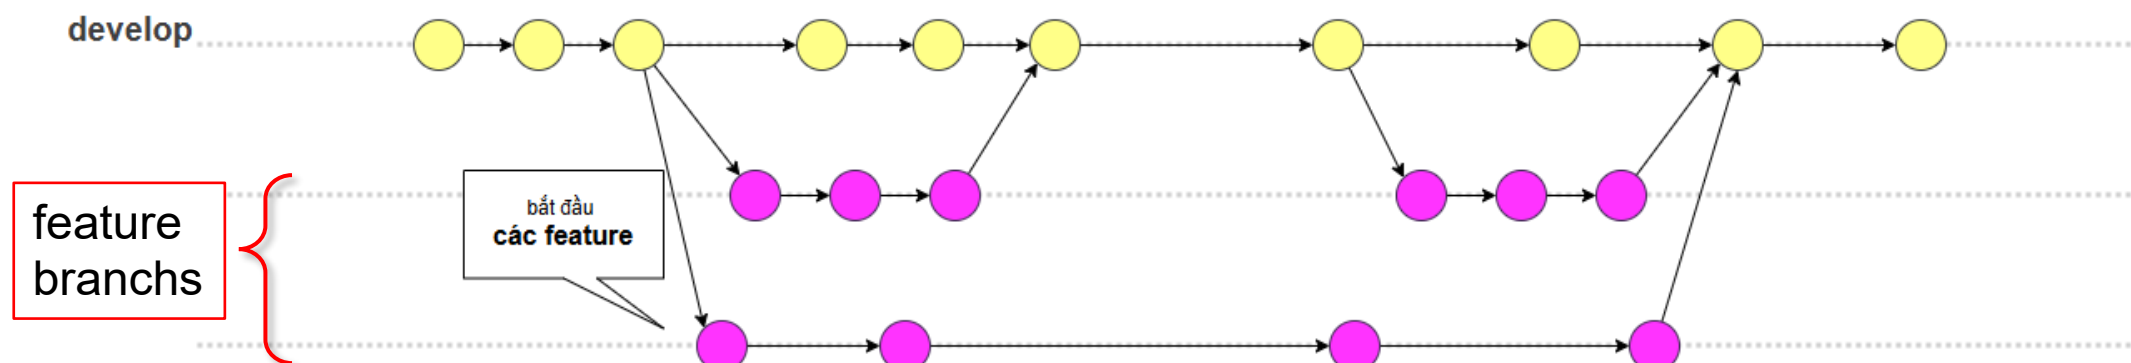 develop
feature
branchs
bắt đầu
các feature